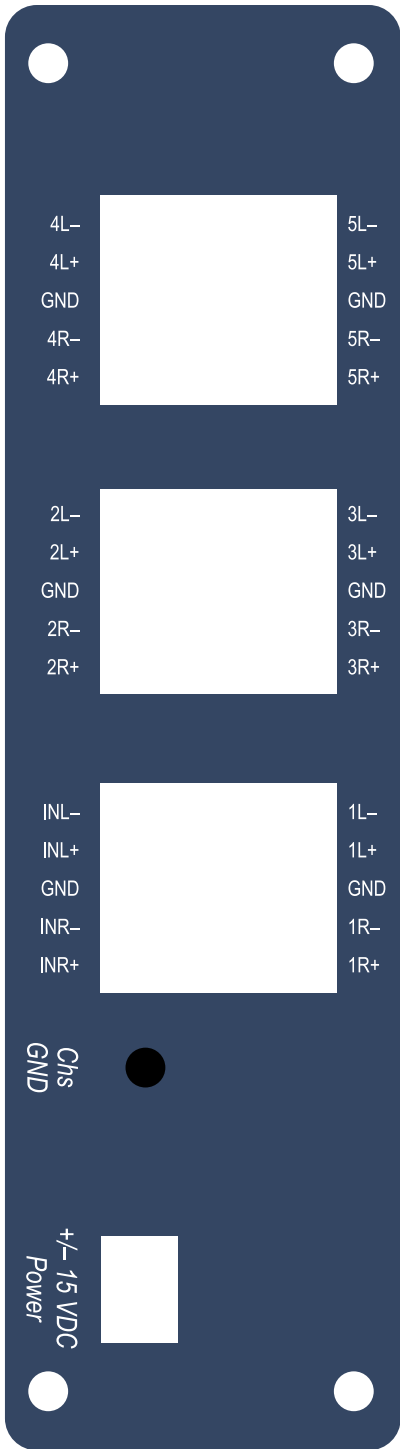 4L–
4L+
GND
4R–
4R+
5L–
5L+
GND
5R–
5R+
2L–
2L+
GND
2R–
2R+
3L–
3L+
GND
3R–
3R+
INL–
INL+
GND
INR–
INR+
1L–
1L+
GND
1R–
1R+
Chs
GND
+/– 15 VDC
Power